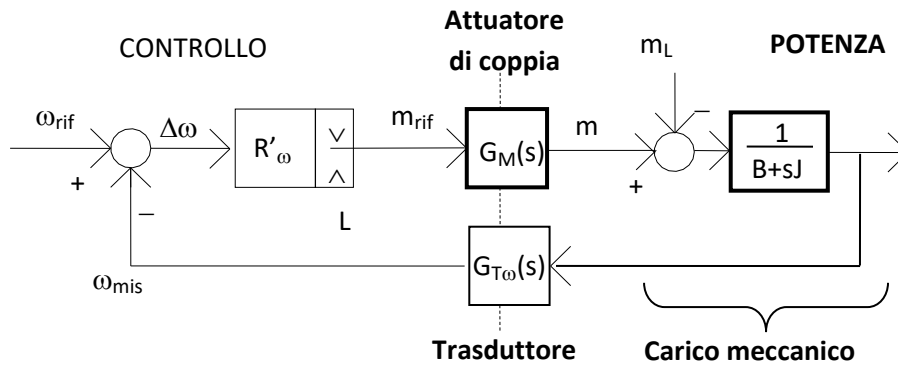 CONTROLLO
Attuatore
di coppia
m_L
POTENZA
ω_rif
Δω
R'_ω
m_rif
G_M(s)
m
1
B+sJ
+
−
L
+
−
ω_mis
G_Tω(s)
Trasduttore
Carico meccanico